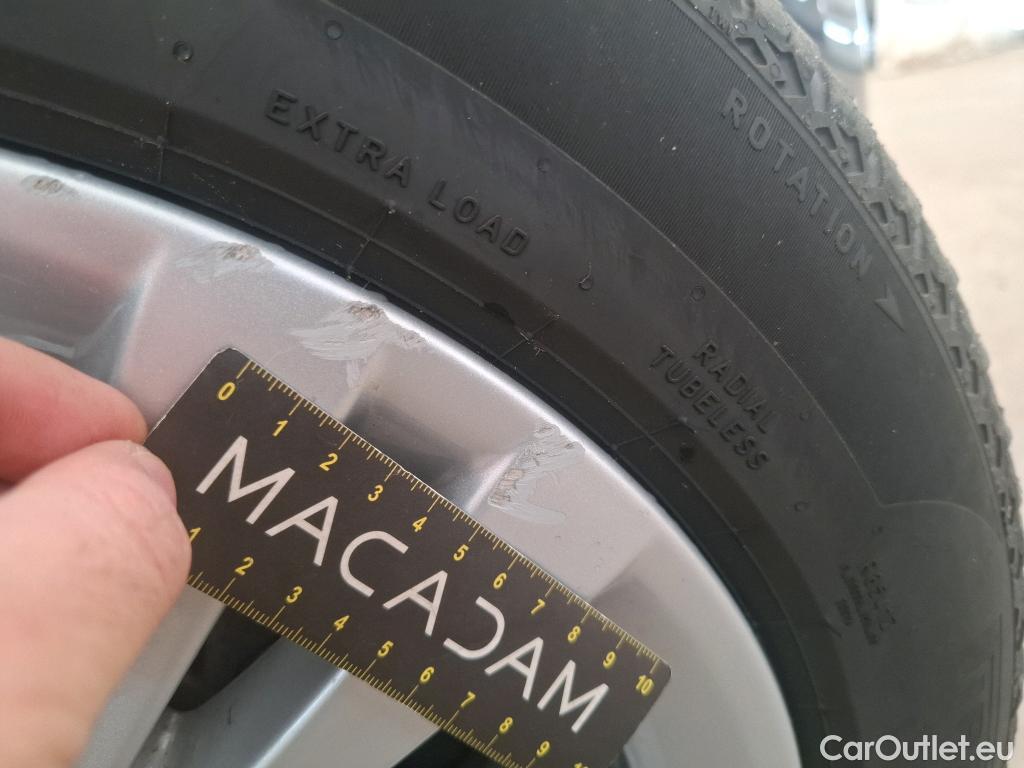 EXTRA LOAD
ROTATION
RADIAL
TUBELESS
0 1 2 3 4 5 6 7 8 9 10
MACADAM
1 2 3 4 5 6 7 8 9
CarOutlet.eu